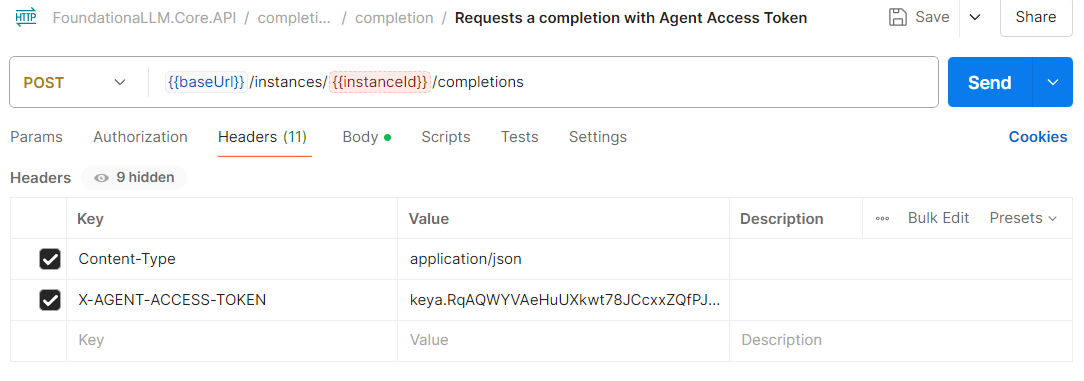 HTTP FoundationaLLM.Core.API / completi... / completion / Requests a completion with Agent Access Token Save Share
POST {{baseUrl}} /instances/ {{instanceId}} /completions Send
Params Authorization Headers (11) Body Scripts Tests Settings Cookies
Headers 9 hidden
Key Value Description ... Bulk Edit Presets
Content-Type application/json
X-AGENT-ACCESS-TOKEN keya.RqAQWYVAeHuUXkwt78JCcxxZQfPJ...
Key Value Description